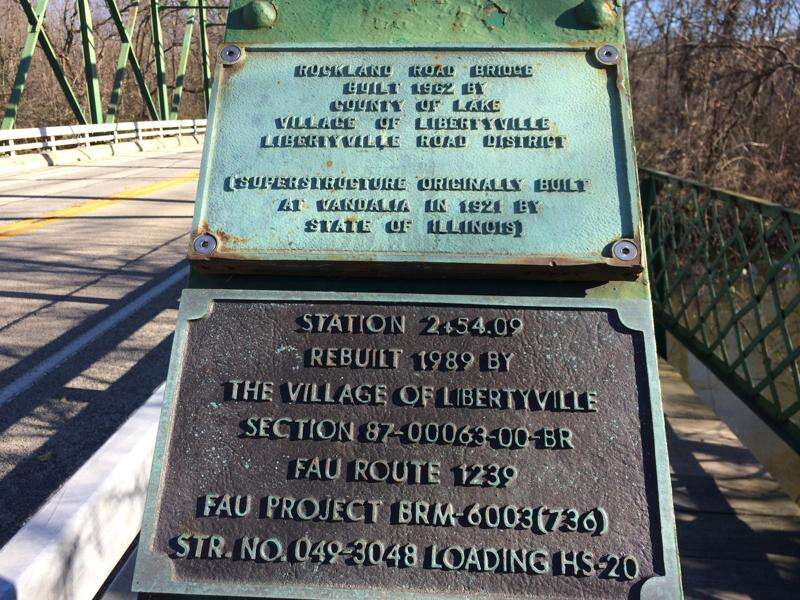 ROCKLAND ROAD BRIDGE
BUILT 1962 BY
COUNTY OF LAKE
VILLAGE OF LIBERTYVILLE
LIBERTYVILLE ROAD DISTRICT
(SUPERSTRUCTURE ORIGINALLY BUILT
AT VANDALIA IN 1921 BY
STATE OF ILLINOIS)
STATION 2+54.09
REBUILT 1989 BY
THE VILLAGE OF LIBERTYVILLE
SECTION 87-00063-00-BR
FAU ROUTE 1239
FAU PROJECT BRM-6003(736)
STR. NO. 049-3048 LOADING HS-20